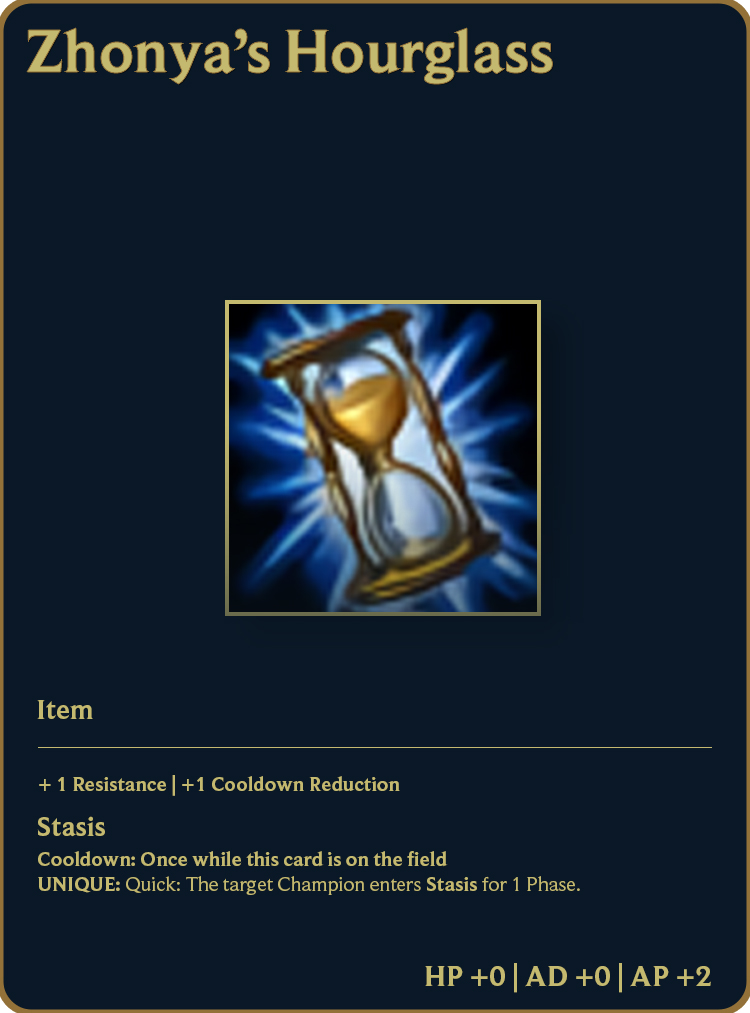 Zhonya’s Hourglass
Item
+ 1 Resistance | +1 Cooldown Reduction
Stasis
Cooldown: Once while this card is on the field
UNIQUE: Quick: The target Champion enters Stasis for 1 Phase.
HP +0 | AD +0 | AP +2